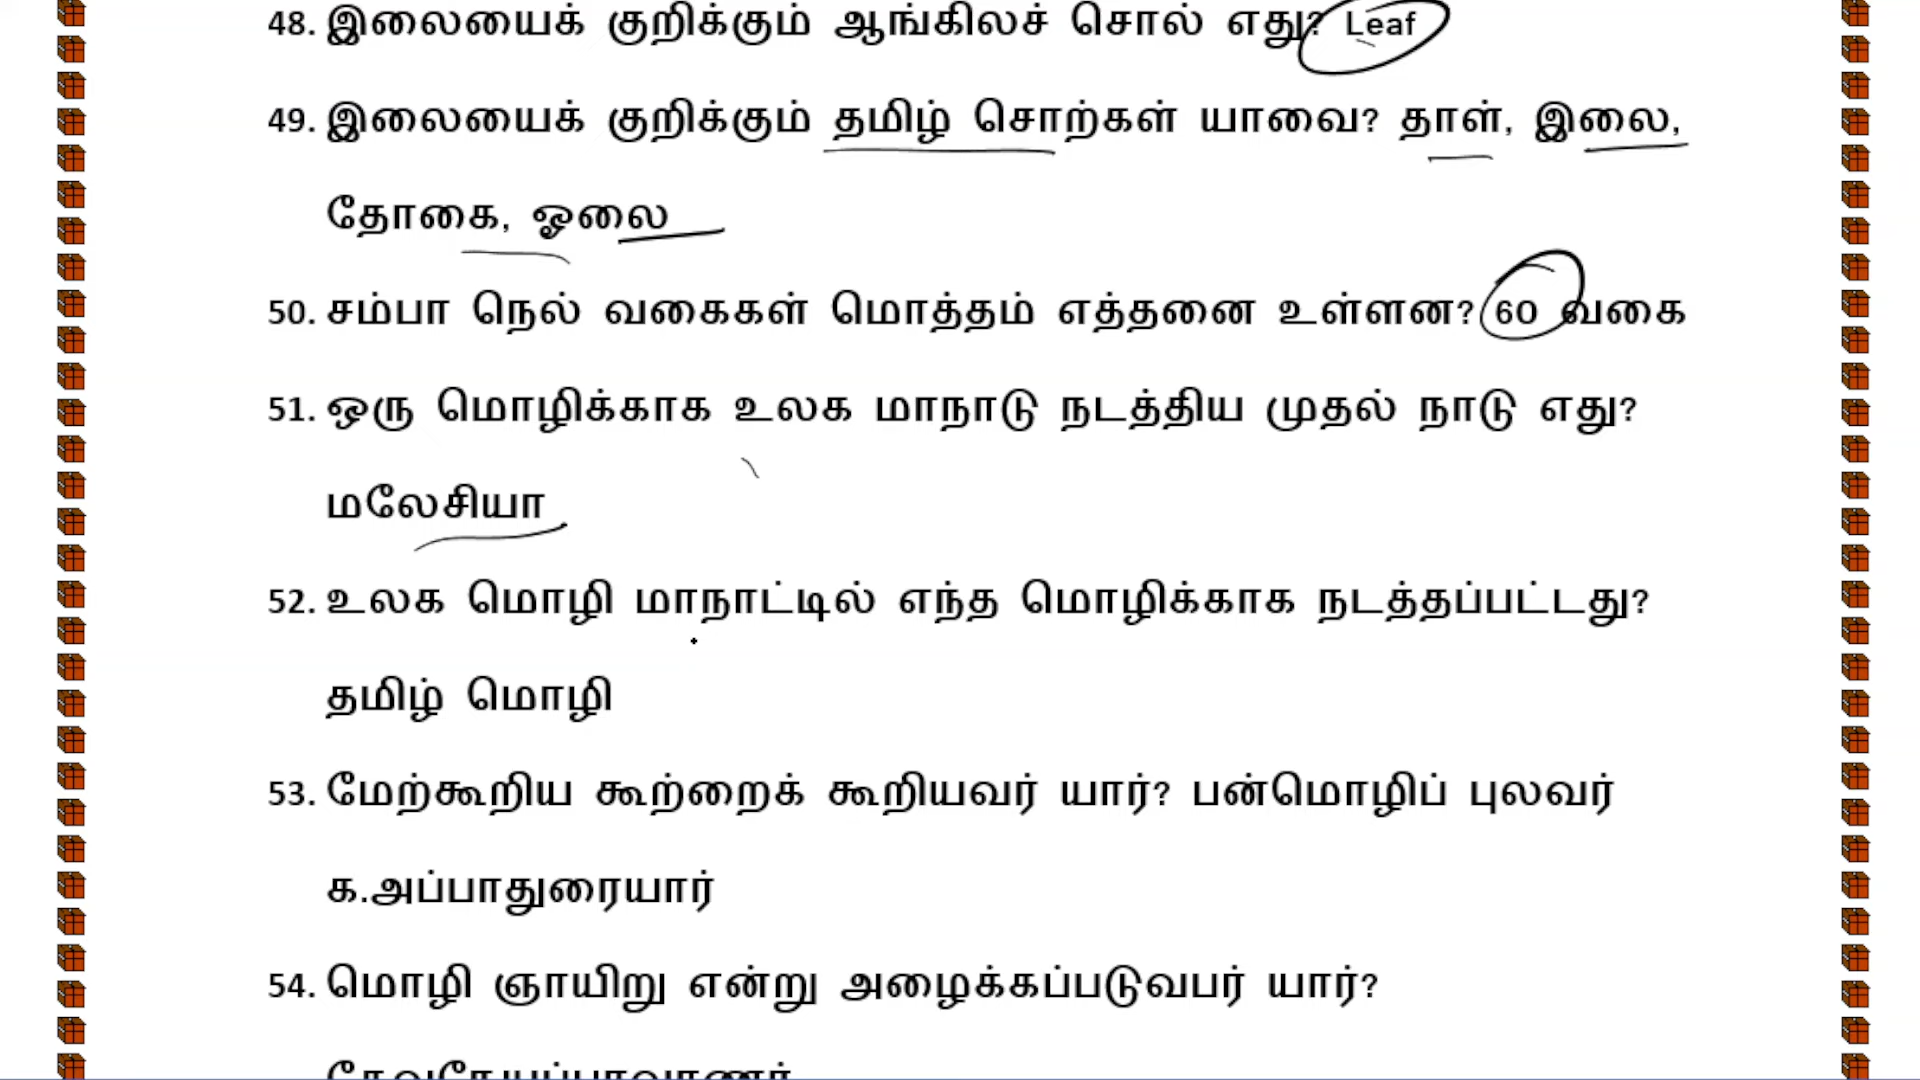 48. இலையைக் குறிக்கும் ஆங்கிலச் சொல் எது? Leaf
49. இலையைக் குறிக்கும் தமிழ் சொற்கள் யாவை? தாள், இலை,
தோகை, ஓலை
50. சம்பா நெல் வகைகள் மொத்தம் எத்தனை உள்ளன? 60 வகை
51. ஒரு மொழிக்காக உலக மாநாடு நடத்திய முதல் நாடு எது?
மலேசியா
52. உலக மொழி மாநாட்டில் எந்த மொழிக்காக நடத்தப்பட்டது?
தமிழ் மொழி
53. மேற்கூறிய கூற்றைக் கூறியவர் யார்? பன்மொழிப் புலவர்
க.அப்பாதுரையார்
54. மொழி ஞாயிறு என்று அழைக்கப்படுவபர் யார்?